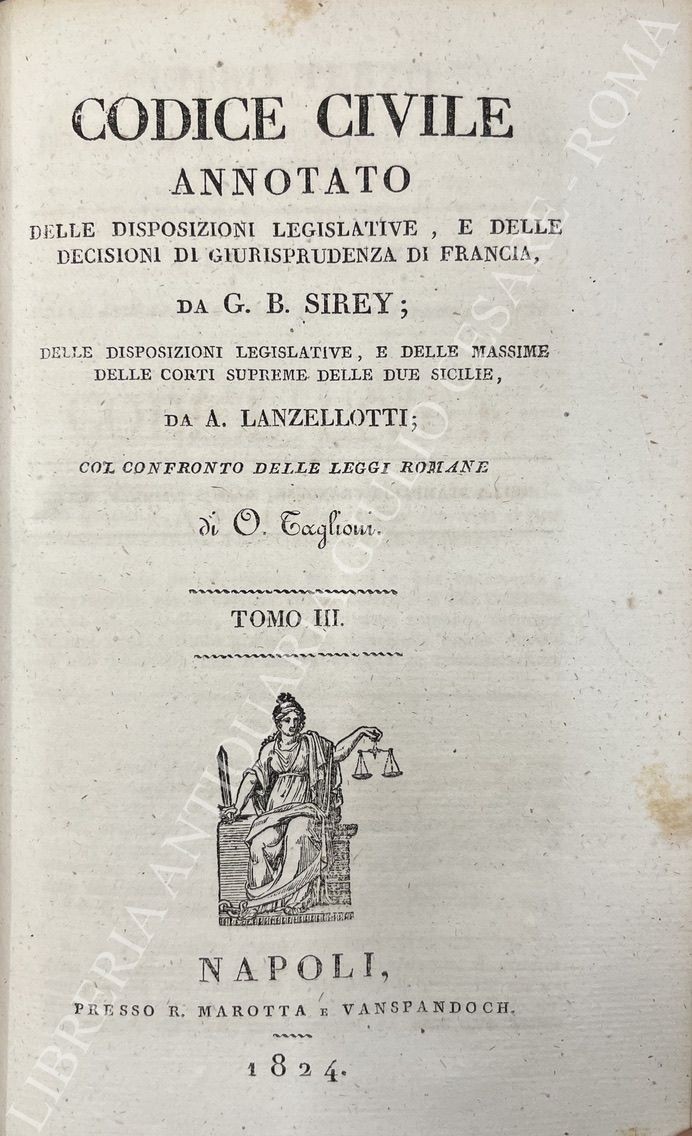 CODICE CIVILE
ANNOTATO
DELLE DISPOSIZIONI LEGISLATIVE , E DELLE
DECISIONI DI GIURISPRUDENZA DI FRANCIA,
DA G. B. SIREY;
DELLE DISPOSIZIONI LEGISLATIVE, E DELLE MASSIME
DELLE CORTI SUPREME DELLE DUE SICILIE,
DA A. LANZELLOTTI;
COL CONFRONTO DELLE LEGGI ROMANE
di O. Taglioni.
TOMO III.
NAPOLI,
PRESSO R. MAROTTA E VANSPANDOCH.
1824.
LIBRERIA ANTIQUARIA GIULIO CESARE - ROMA